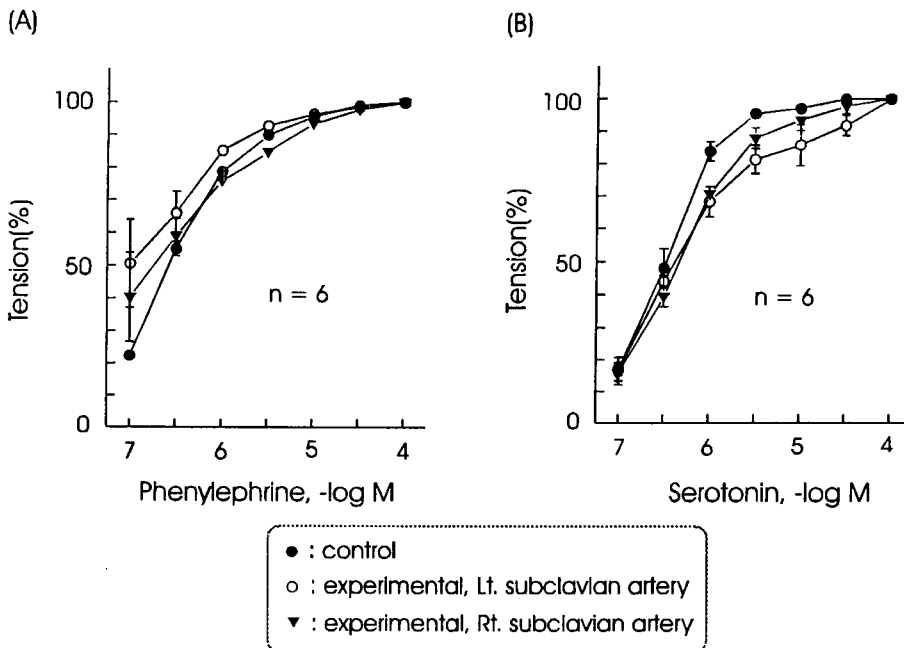 (A)
100
50
0
Tension(%)
n = 6
7 6 5 4
Phenylephrine, -log M
(B)
100
50
0
Tension(%)
n = 6
7 6 5 4
Serotonin, -log M
: control
: experimental, Lt. subclavian artery
: experimental, Rt. subclavian artery